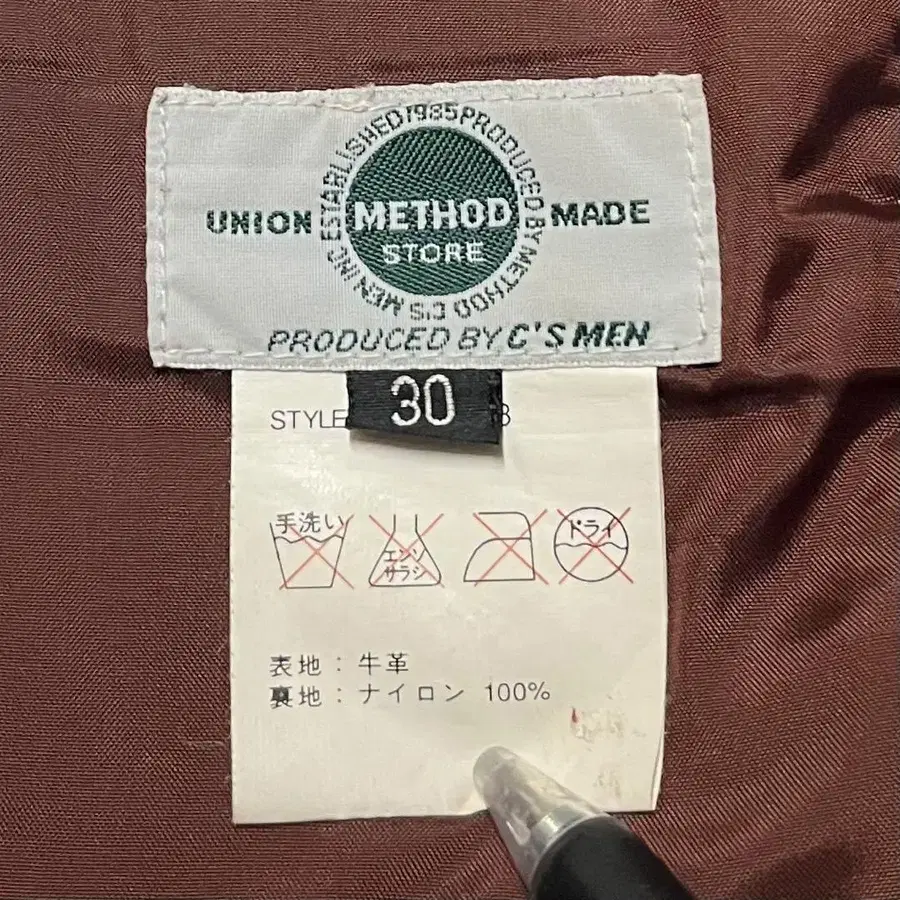 ESTABLISHED 1985 PRODUCED BY METHOD C'S MEN INC
UNION METHOD MADE
STORE
PRODUCED BY C'S MEN
30
STYLE
手洗い エンソサラシ ドライ
表地 : 牛革
裏地 : ナイロン 100%